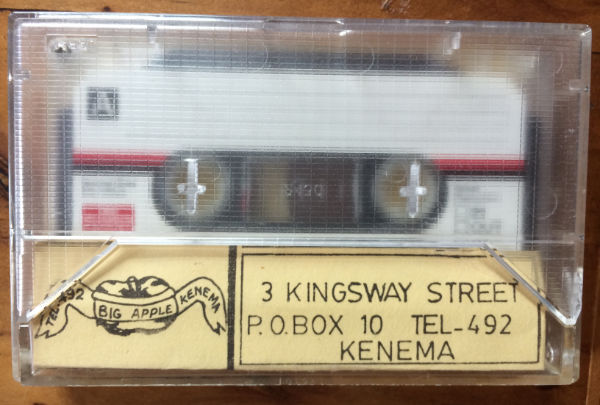 A
TEL-492
BIG APPLE
KENEMA
3 KINGSWAY STREET
P.O.BOX 10 TEL-492
KENEMA